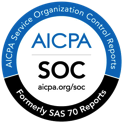 AICPA Service Organization Control Reports
AICPA
SOC
aicpa.org/soc
Formerly SAS 70 Reports